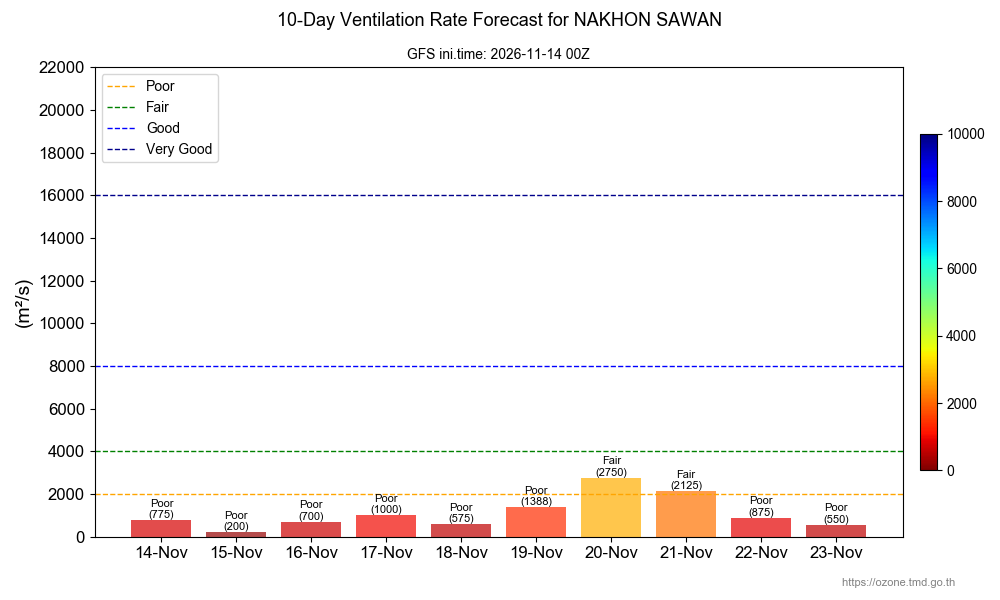 10-Day Ventilation Rate Forecast for NAKHON SAWAN
GFS ini.time: 2026-11-14 00Z
22000
20000
18000
16000
14000
12000
10000
8000
6000
4000
2000
0
(m²/s)
Poor
Fair
Good
Very Good
Poor
(775)
Poor
(200)
Poor
(700)
Poor
(1000)
Poor
(575)
Poor
(1388)
Fair
(2750)
Fair
(2125)
Poor
(875)
Poor
(550)
14-Nov
15-Nov
16-Nov
17-Nov
18-Nov
19-Nov
20-Nov
21-Nov
22-Nov
23-Nov
10000
8000
6000
4000
2000
0
https://ozone.tmd.go.th